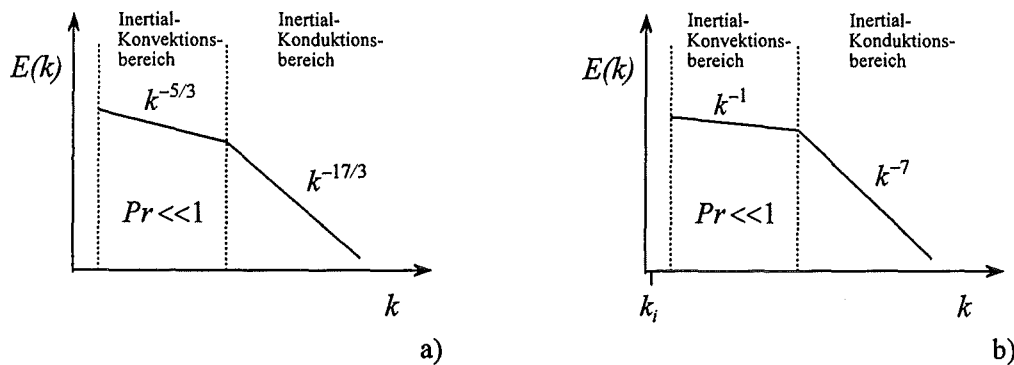 Inertial-
Konvektions-
bereich
Inertial-
Konduktions-
bereich
E(k)
k^{-5/3}
k^{-17/3}
Pr<<1
k
a)
Inertial-
Konvektions-
bereich
Inertial-
Konduktions-
bereich
E(k)
k^{-1}
k^{-7}
Pr<<1
k_i
k
b)